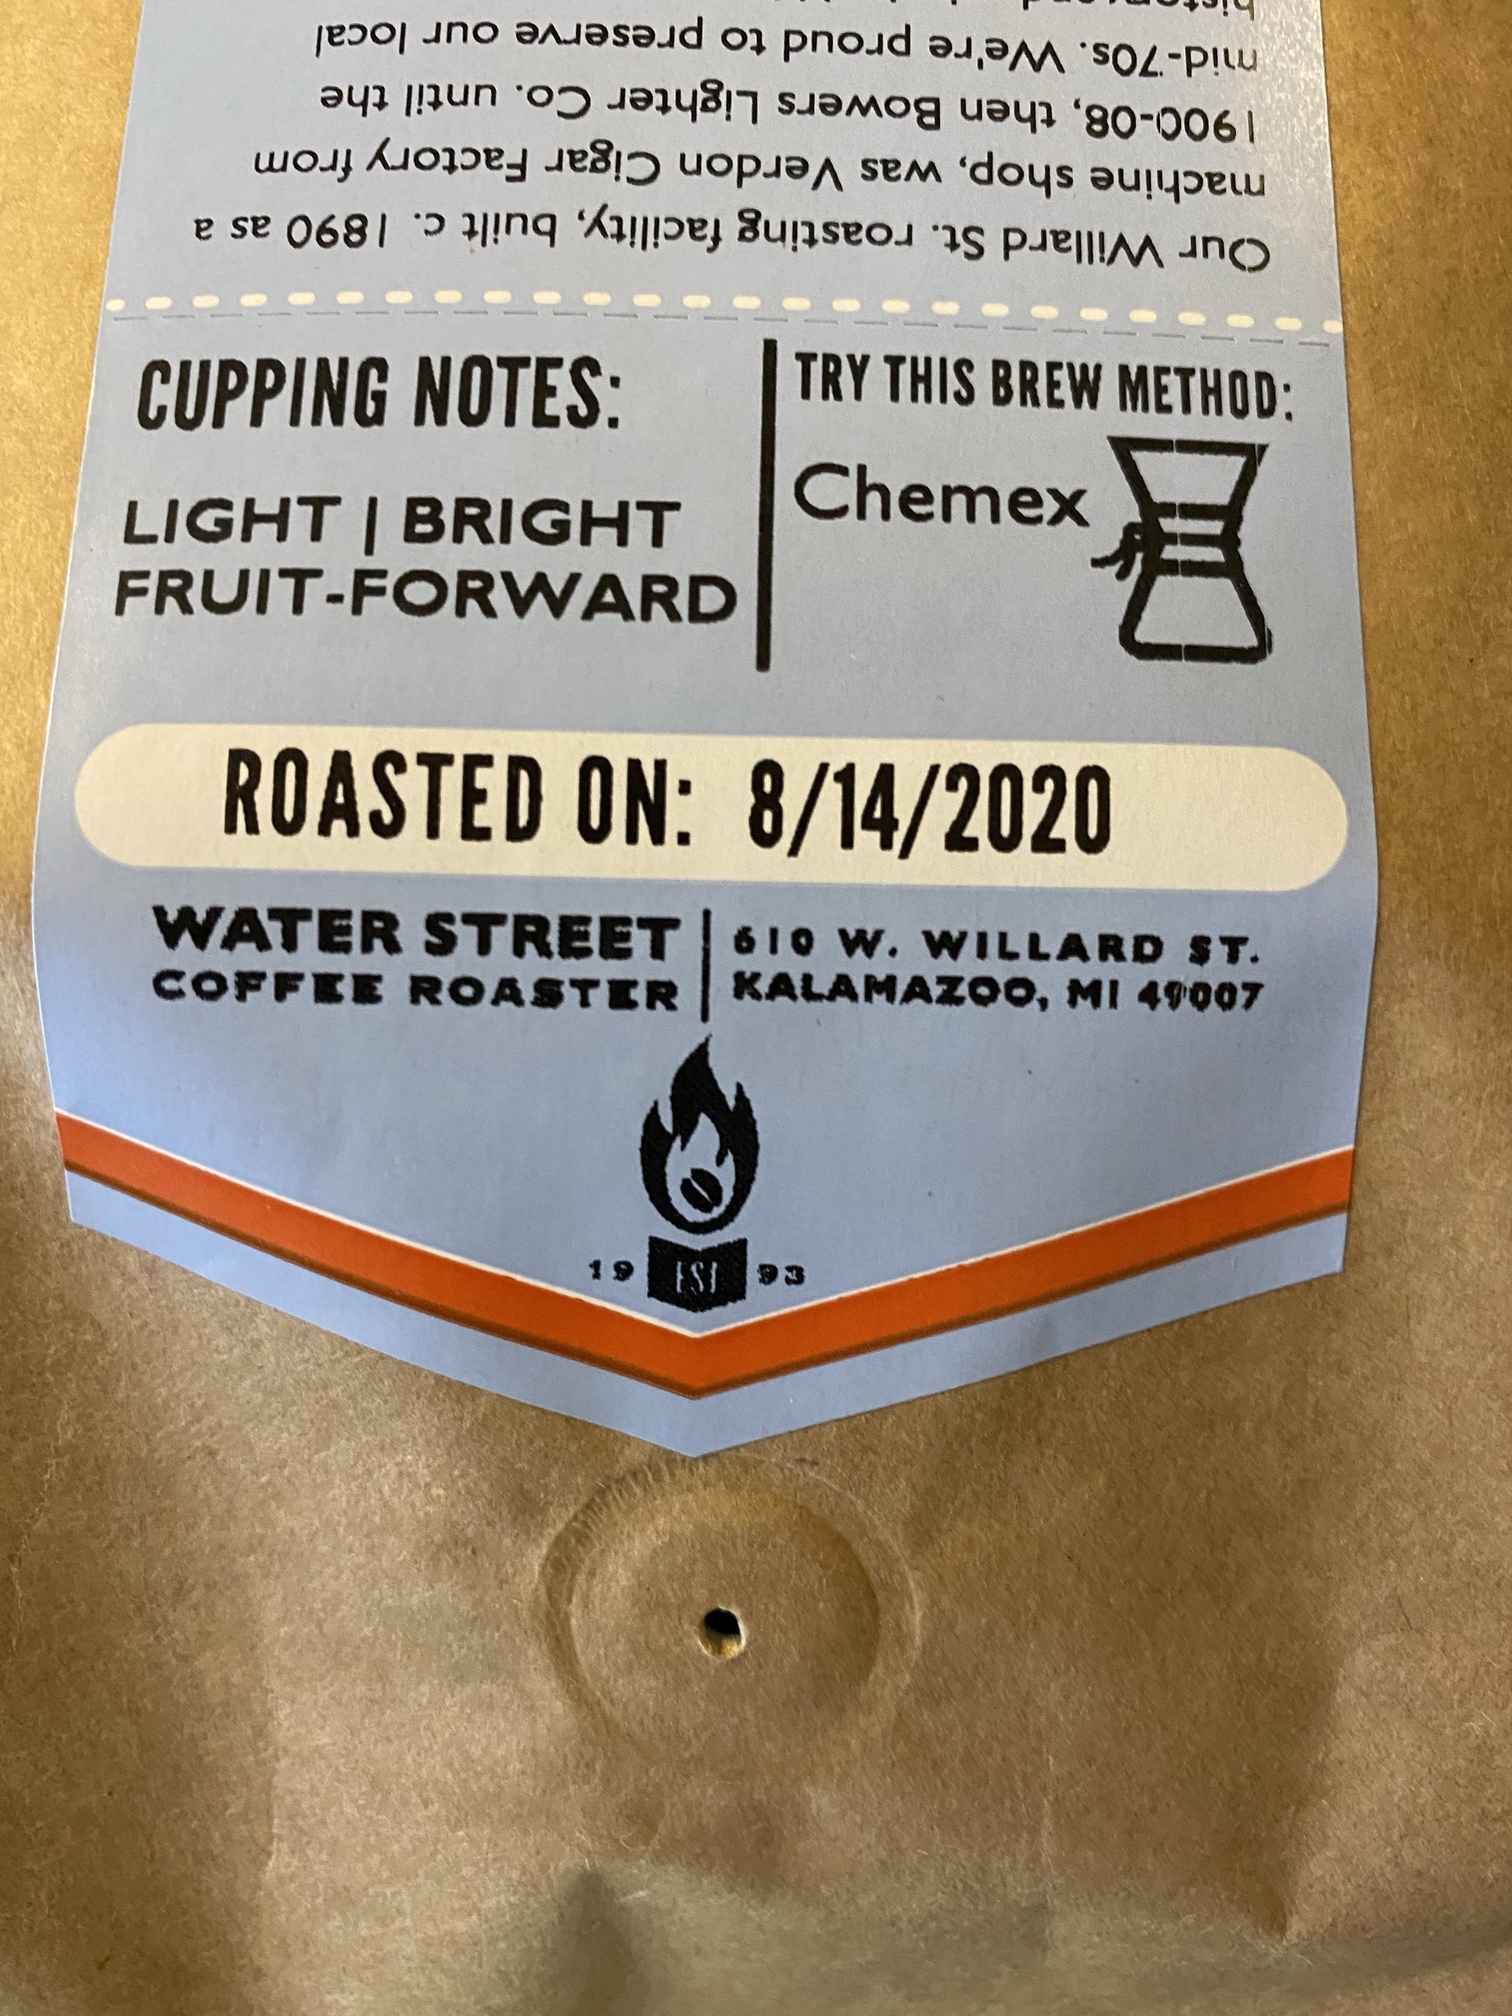 Our Willard St. roasting facility, built c. 1890 as a
machine shop, was Verdon Cigar Factory from
1900-08, then Bowers Lighter Co. until the
mid-70s. We're proud to preserve our local
CUPPING NOTES:
LIGHT | BRIGHT
FRUIT-FORWARD
TRY THIS BREW METHOD:
Chemex
ROASTED ON: 8/14/2020
WATER STREET
COFFEE ROASTER
610 W. WILLARD ST.
KALAMAZOO, MI 49007
19 EST 93